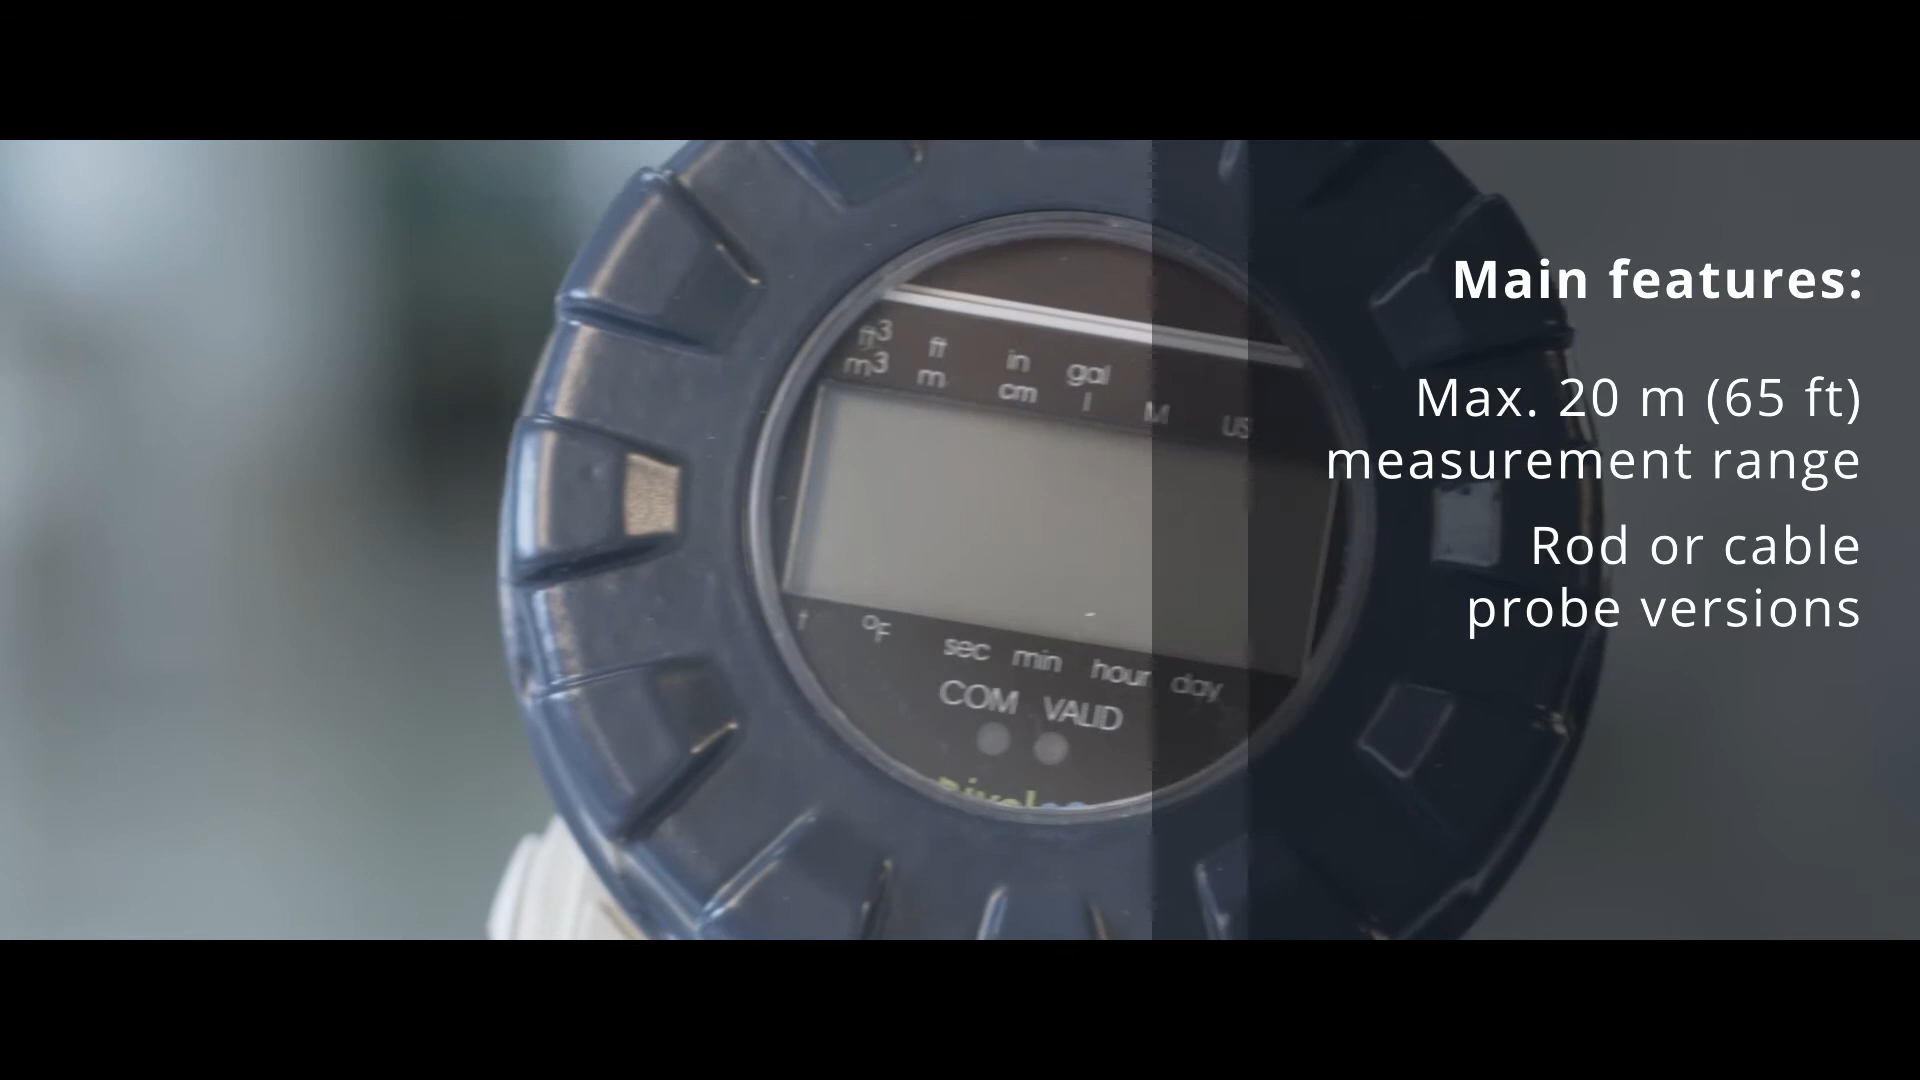 Main features:
Max. 20 m (65 ft)
measurement range
Rod or cable
probe versions
ft3 ft in gal
m3 m cm l M US
°F sec min hour day
COM VALID